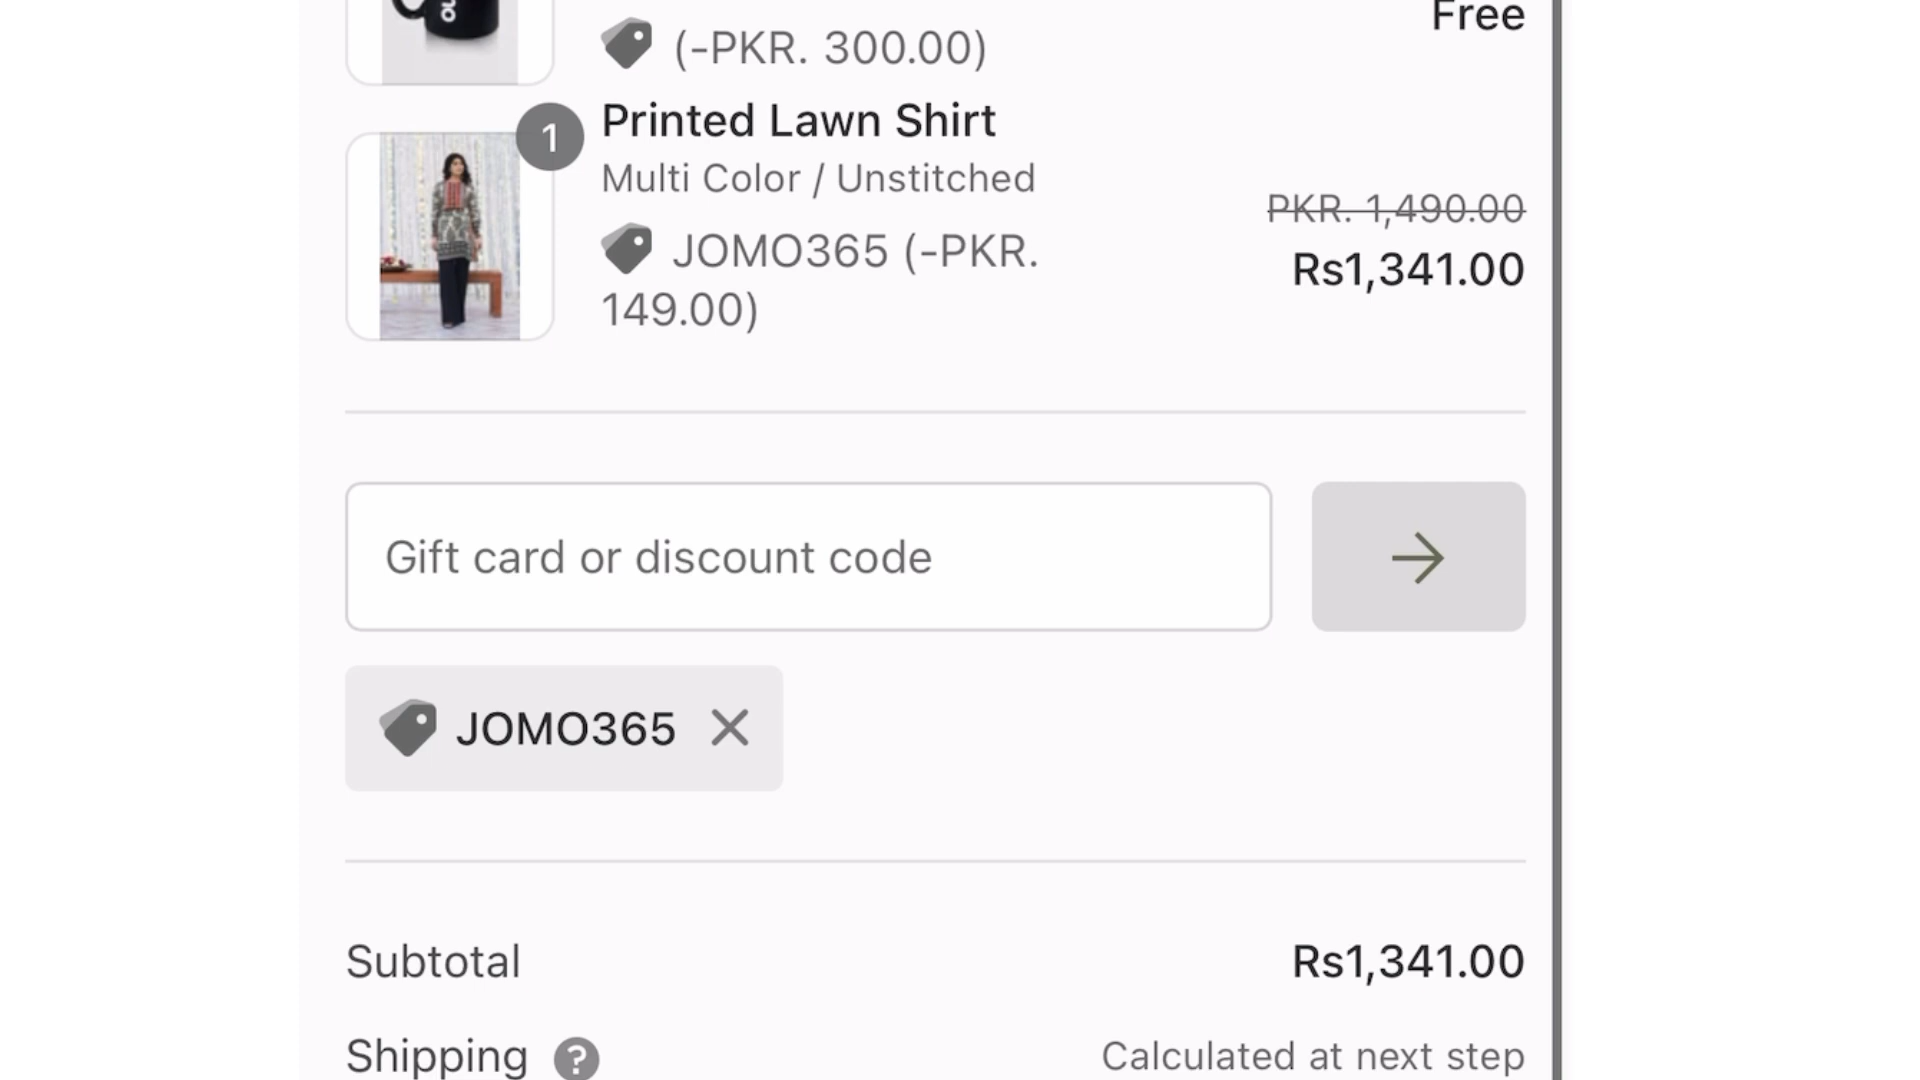 Free
(-PKR. 300.00)
1
Printed Lawn Shirt
Multi Color / Unstitched
PKR. 1,490.00
JOMO365 (-PKR.
149.00)
Rs1,341.00
Gift card or discount code
JOMO365
Subtotal
Rs1,341.00
Shipping ?
Calculated at next step